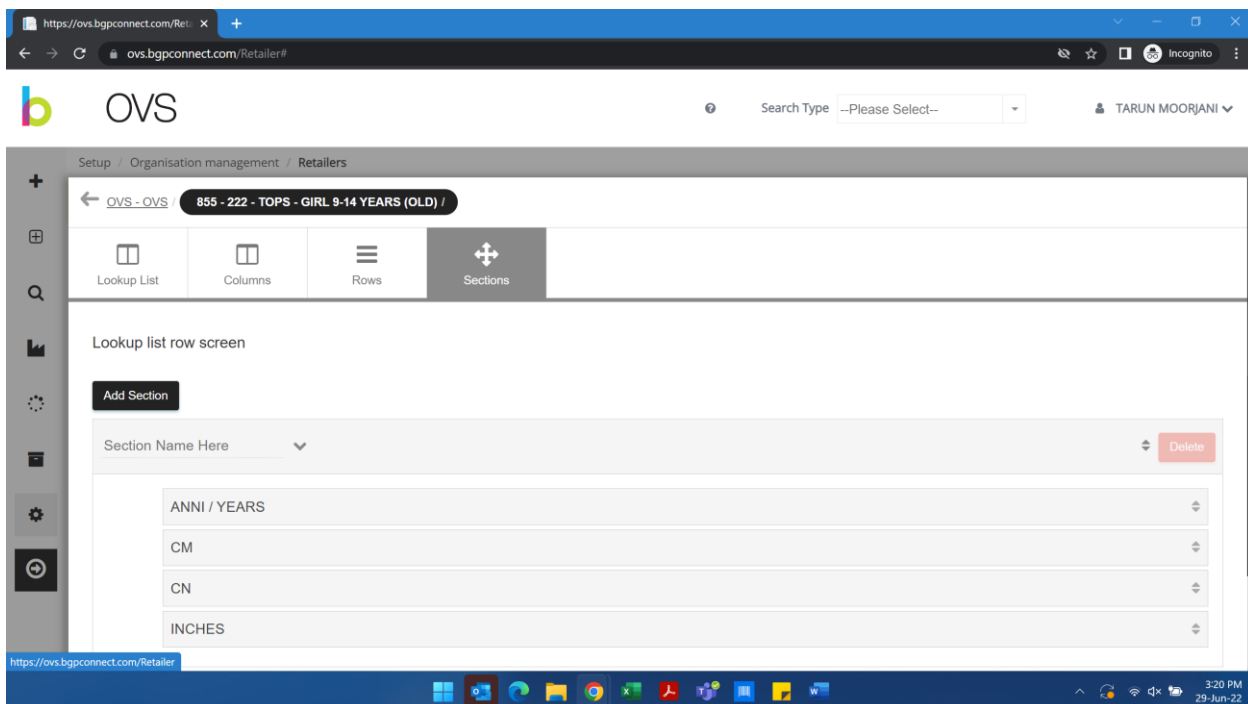 https://ovs.bgpconnect.com/Reta
ovs.bgpconnect.com/Retailer#
Incognito
b
OVS
Search Type
--Please Select--
TARUN MOORJANI
Setup / Organisation management / Retailers
OVS - OVS /
855 - 222 - TOPS - GIRL 9-14 YEARS (OLD) /
Lookup List
Columns
Rows
Sections
Lookup list row screen
Add Section
Section Name Here
Delete
ANNI / YEARS
CM
CN
INCHES
https://ovs.bgpconnect.com/Retailer
3:20 PM
29-Jun-22